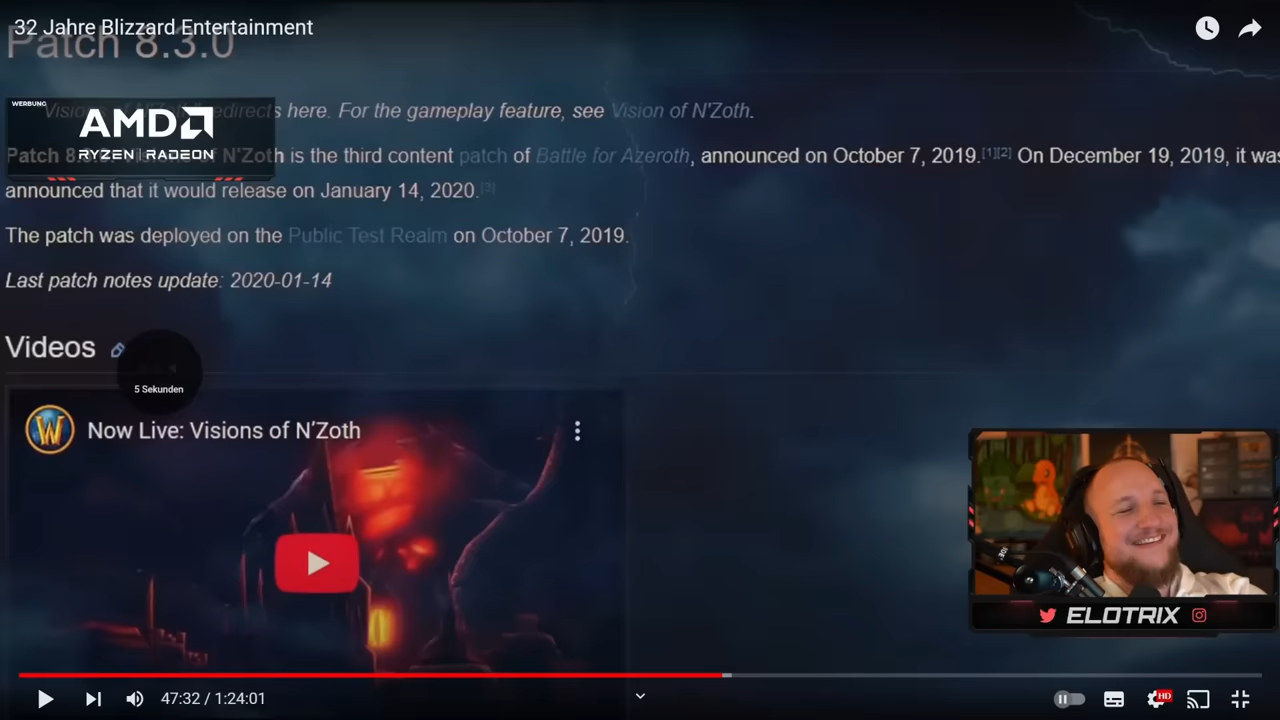 32 Jahre Blizzard Entertainment
Patch 8.3.0
WERBUNG
here. For the gameplay feature, see Vision of N'Zoth.
AMD
RYZEN RADEON
Patch 8 N'Zoth is the third content patch of Battle for Azeroth, announced on October 7, 2019.[1][2] On December 19, 2019, it was
announced that it would release on January 14, 2020.[3]
The patch was deployed on the Public Test Realm on October 7, 2019.
Last patch notes update: 2020-01-14
Videos
5 Sekunden
Now Live: Visions of N'Zoth
ELOTRIX
47:32 / 1:24:01
HD